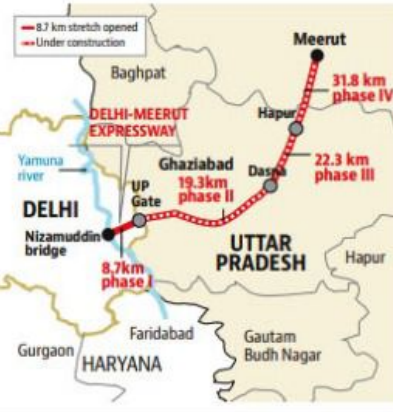 8.7 km stretch opened
Under construction
Meerut
Baghpat
31.8 km
phase IV
DELHI-MEERUT
EXPRESSWAY
Hapur
Yamuna
river
Ghaziabad
Dasna
22.3 km
phase III
19.3km
phase II
UP
Gate
DELHI
Nizamuddin
bridge
UTTAR
PRADESH
Hapur
8.7km
phase I
Faridabad
Gurgaon
HARYANA
Gautam
Budh Nagar